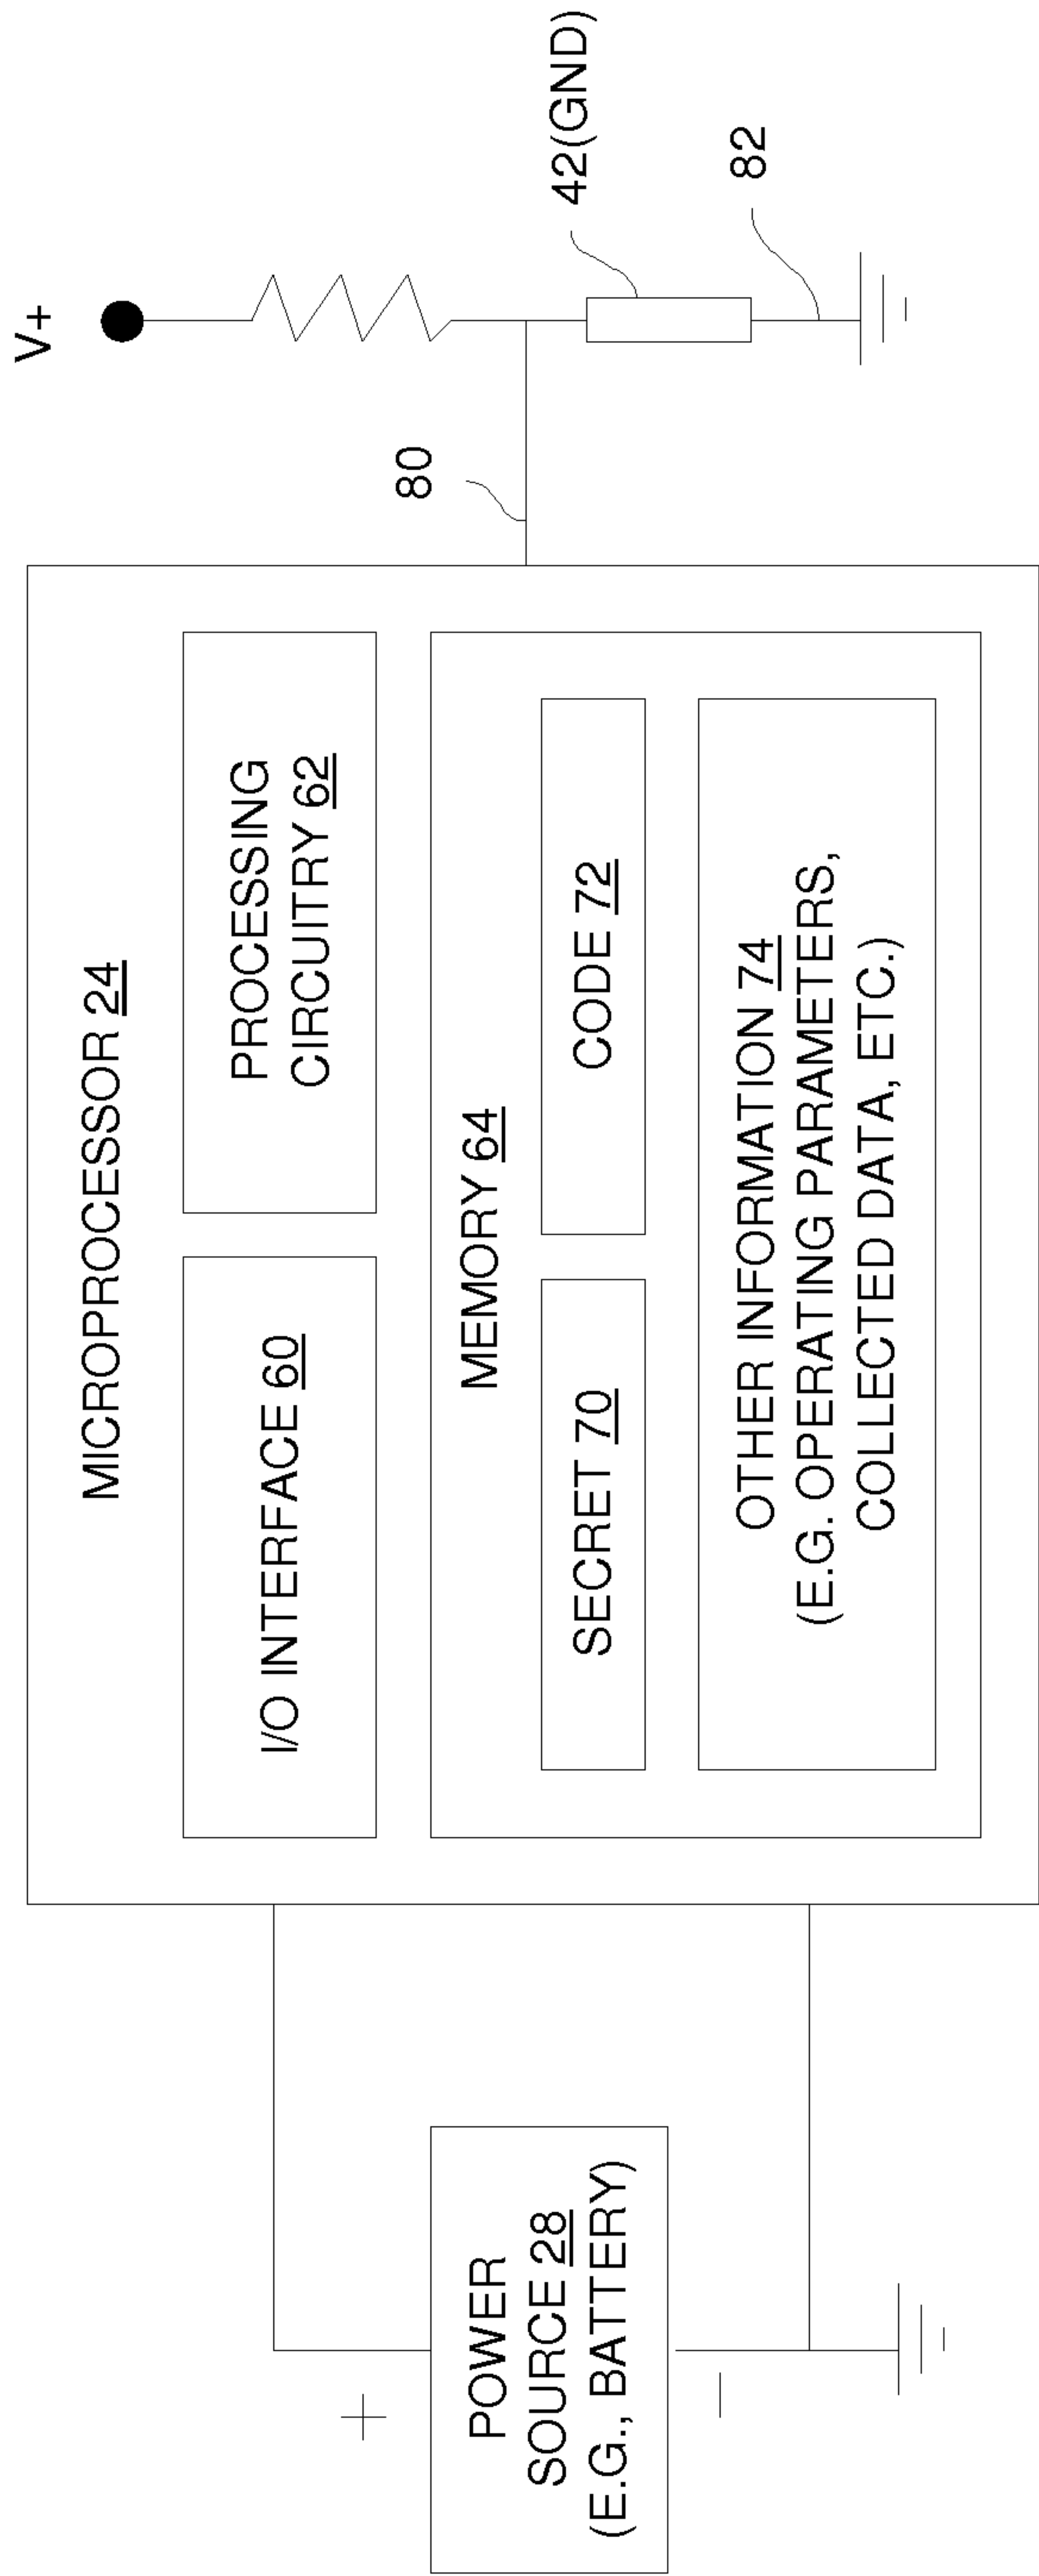 POWER
SOURCE 28
(E.G., BATTERY)
+
−
MICROPROCESSOR 24
I/O INTERFACE 60
PROCESSING
CIRCUITRY 62
MEMORY 64
SECRET 70
CODE 72
OTHER INFORMATION 74
(E.G. OPERATING PARAMETERS,
COLLECTED DATA, ETC.)
80
V+
42(GND)
82